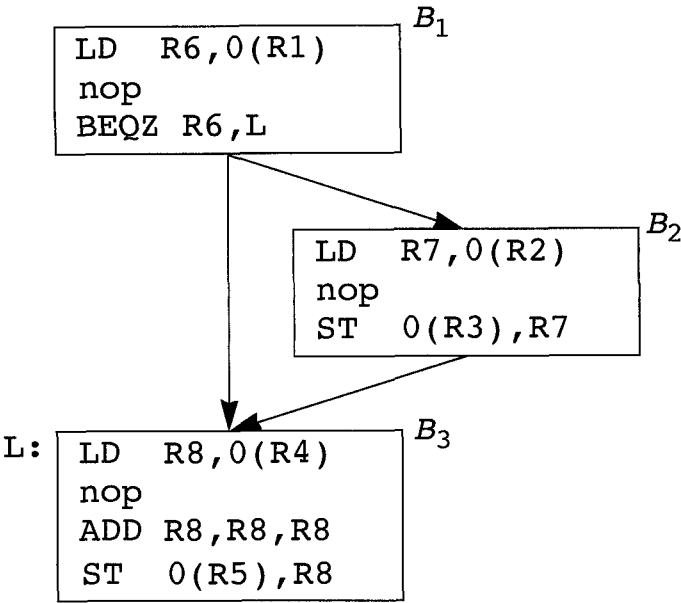 B1
LD R6,0(R1)
nop
BEQZ R6,L
B2
LD R7,0(R2)
nop
ST 0(R3),R7
B3
L: LD R8,0(R4)
nop
ADD R8,R8,R8
ST 0(R5),R8